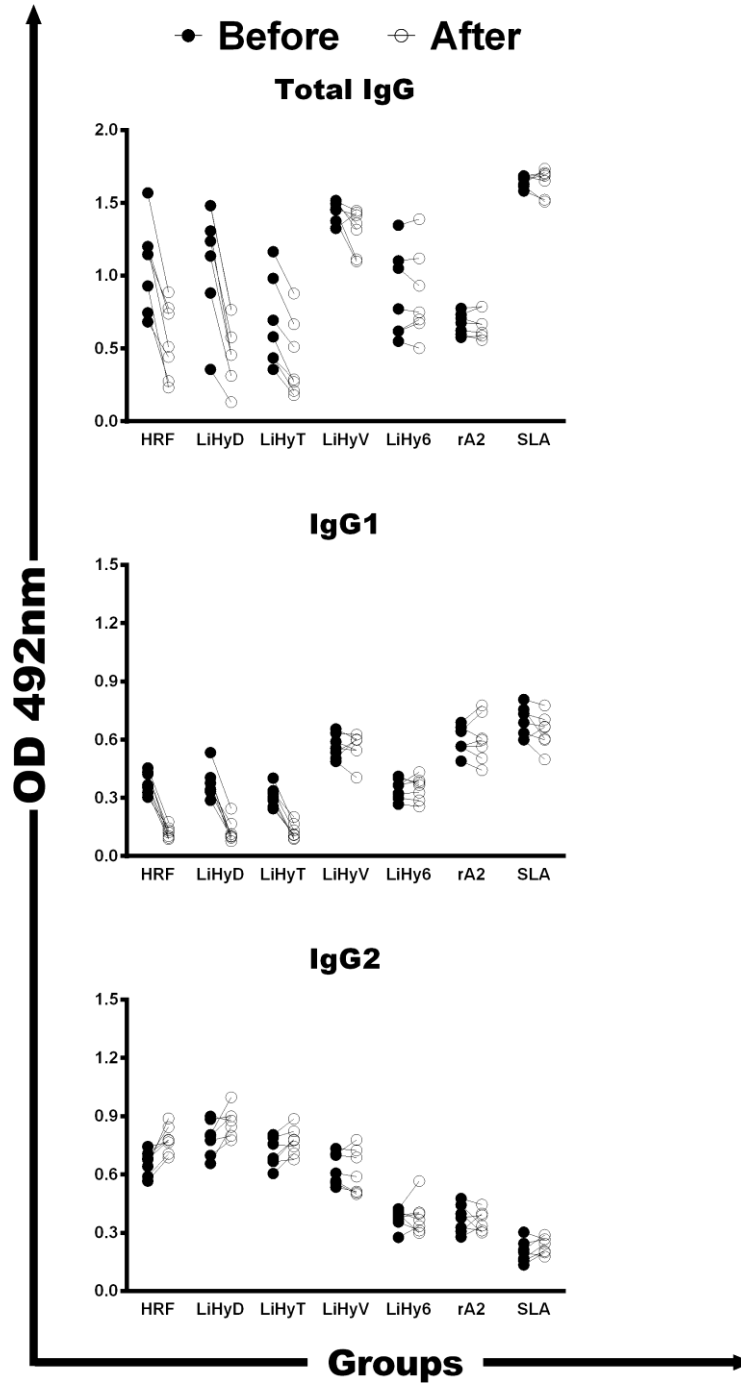 Before After
Total IgG
2.0
1.5
1.0
0.5
0.0
HRF LiHyD LiHyT LiHyV LiHy6 rA2 SLA
IgG1
1.5
1.2
0.9
0.6
0.3
0.0
HRF LiHyD LiHyT LiHyV LiHy6 rA2 SLA
IgG2
1.5
1.2
0.9
0.6
0.3
0.0
HRF LiHyD LiHyT LiHyV LiHy6 rA2 SLA
OD 492nm
Groups